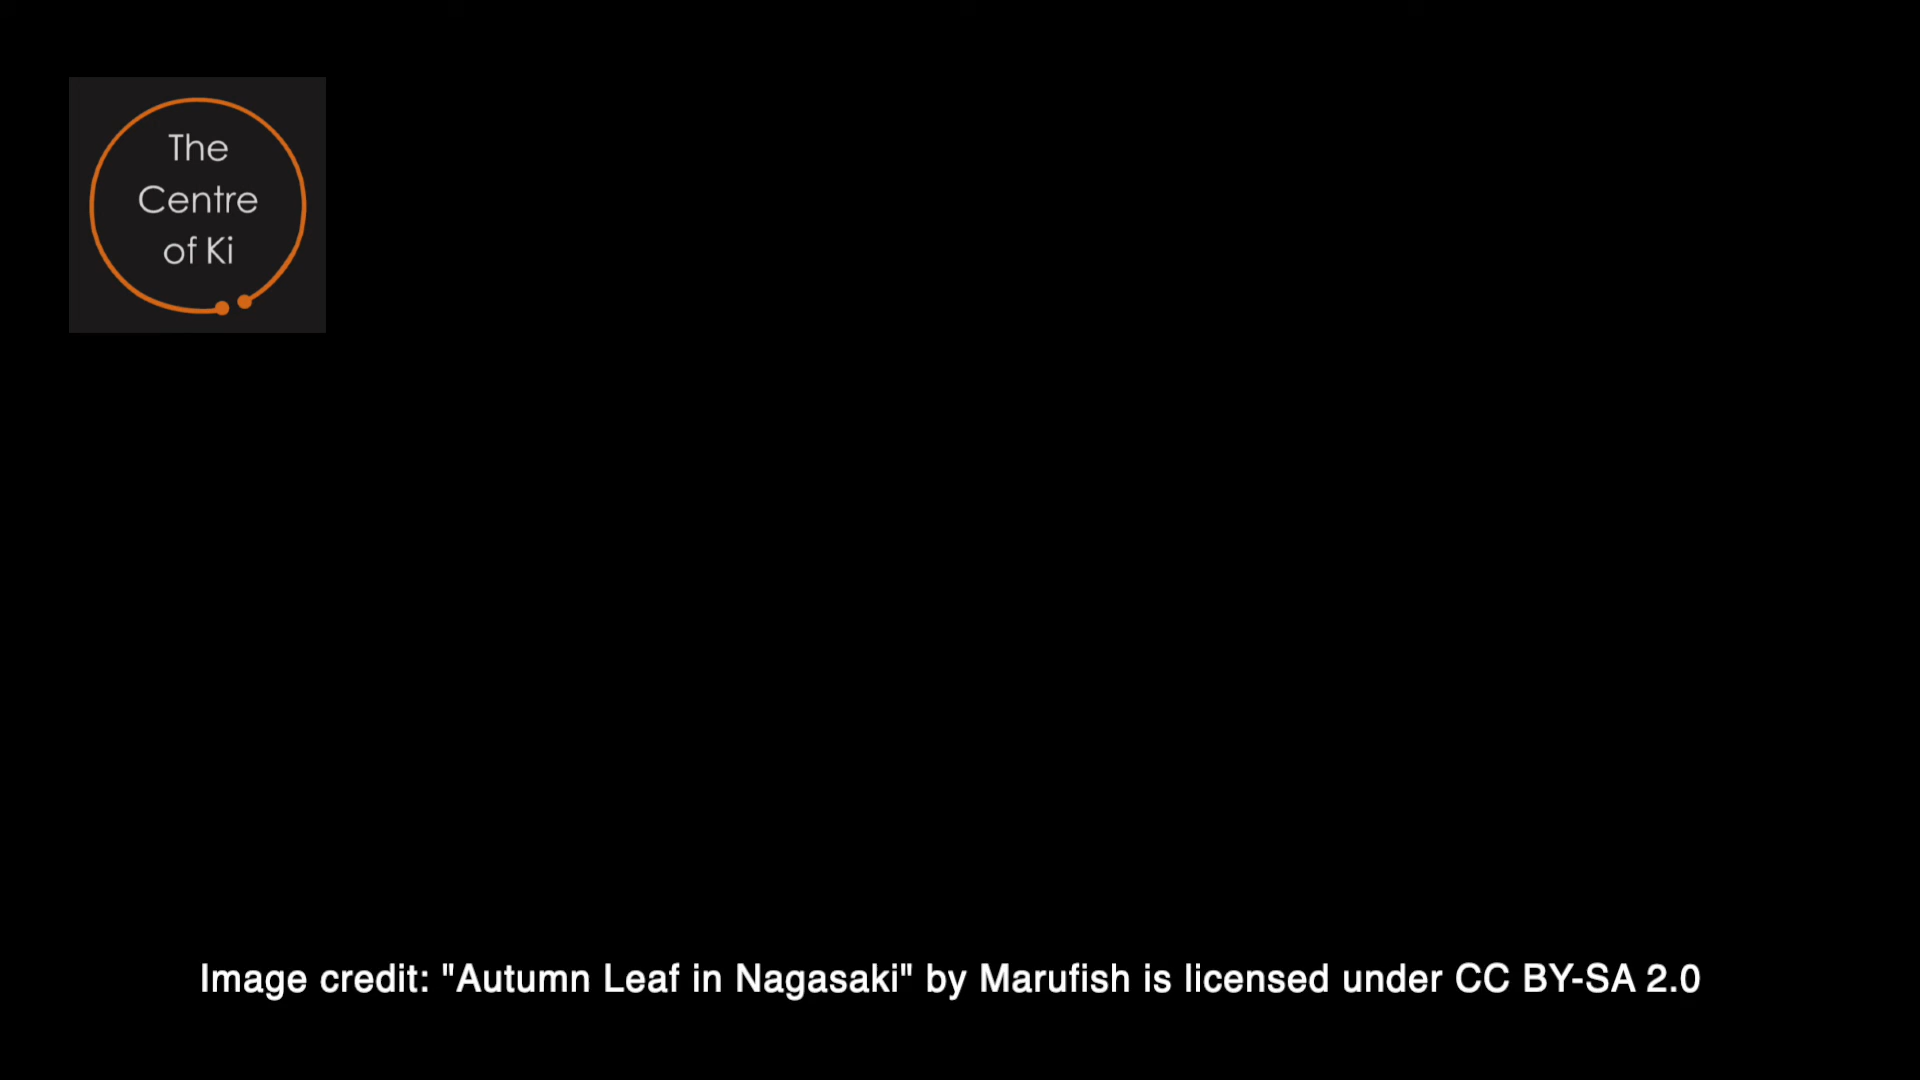 The
Centre
of Ki
Image credit: "Autumn Leaf in Nagasaki" by Marufish is licensed under CC BY-SA 2.0